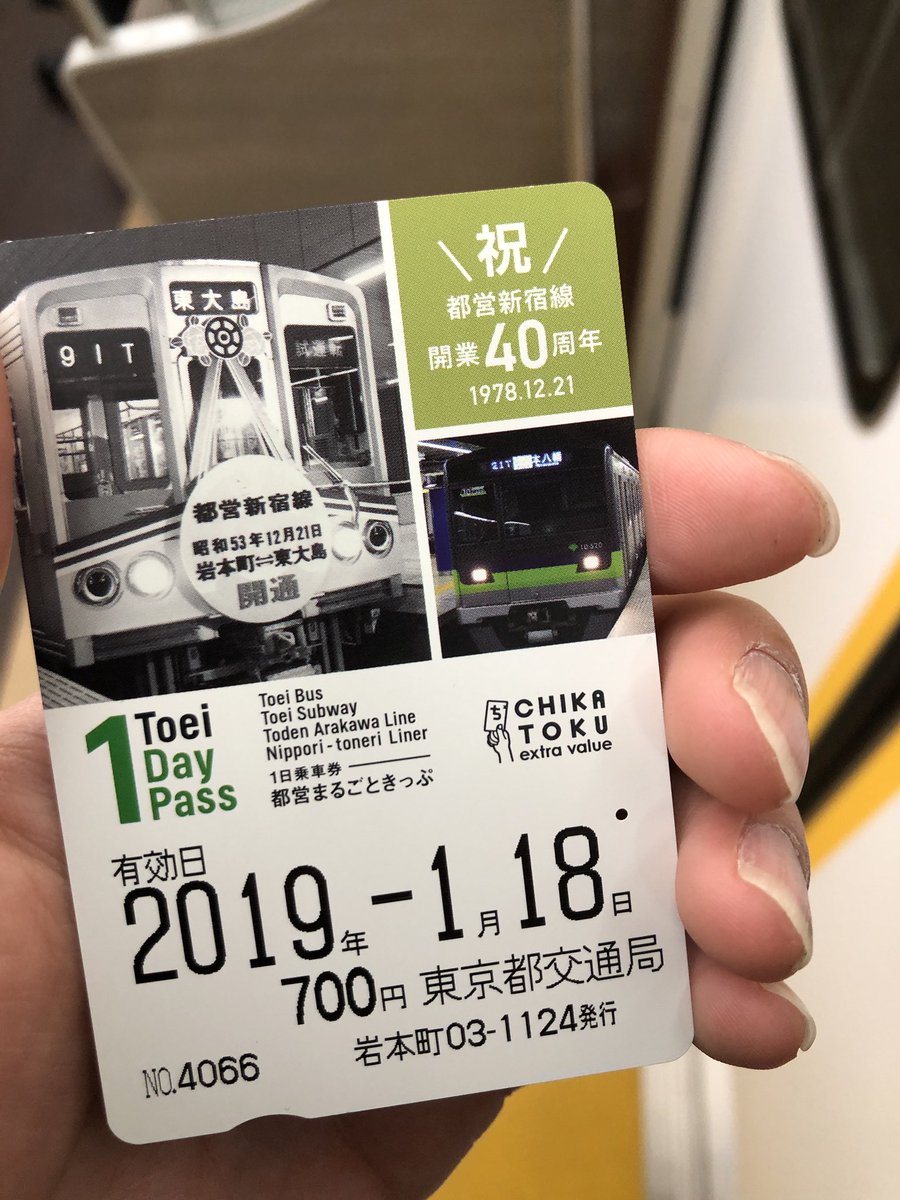 東大島
91T
試運転
都営新宿線
昭和53年12月21日
岩本町⇌東大島
開通
祝
都営新宿線
開業40周年
1978.12.21
21T
本八幡
10-520
1 Toei Day Pass
Toei Bus
Toei Subway
Toden Arakawa Line
Nippori-toneri Liner
1日乗車券
都営まるごときっぷ
ち
CHIKA
TOKU
extra value
有効日
2019年-1月18日
700円 東京都交通局
岩本町03-1124発行
NO.4066